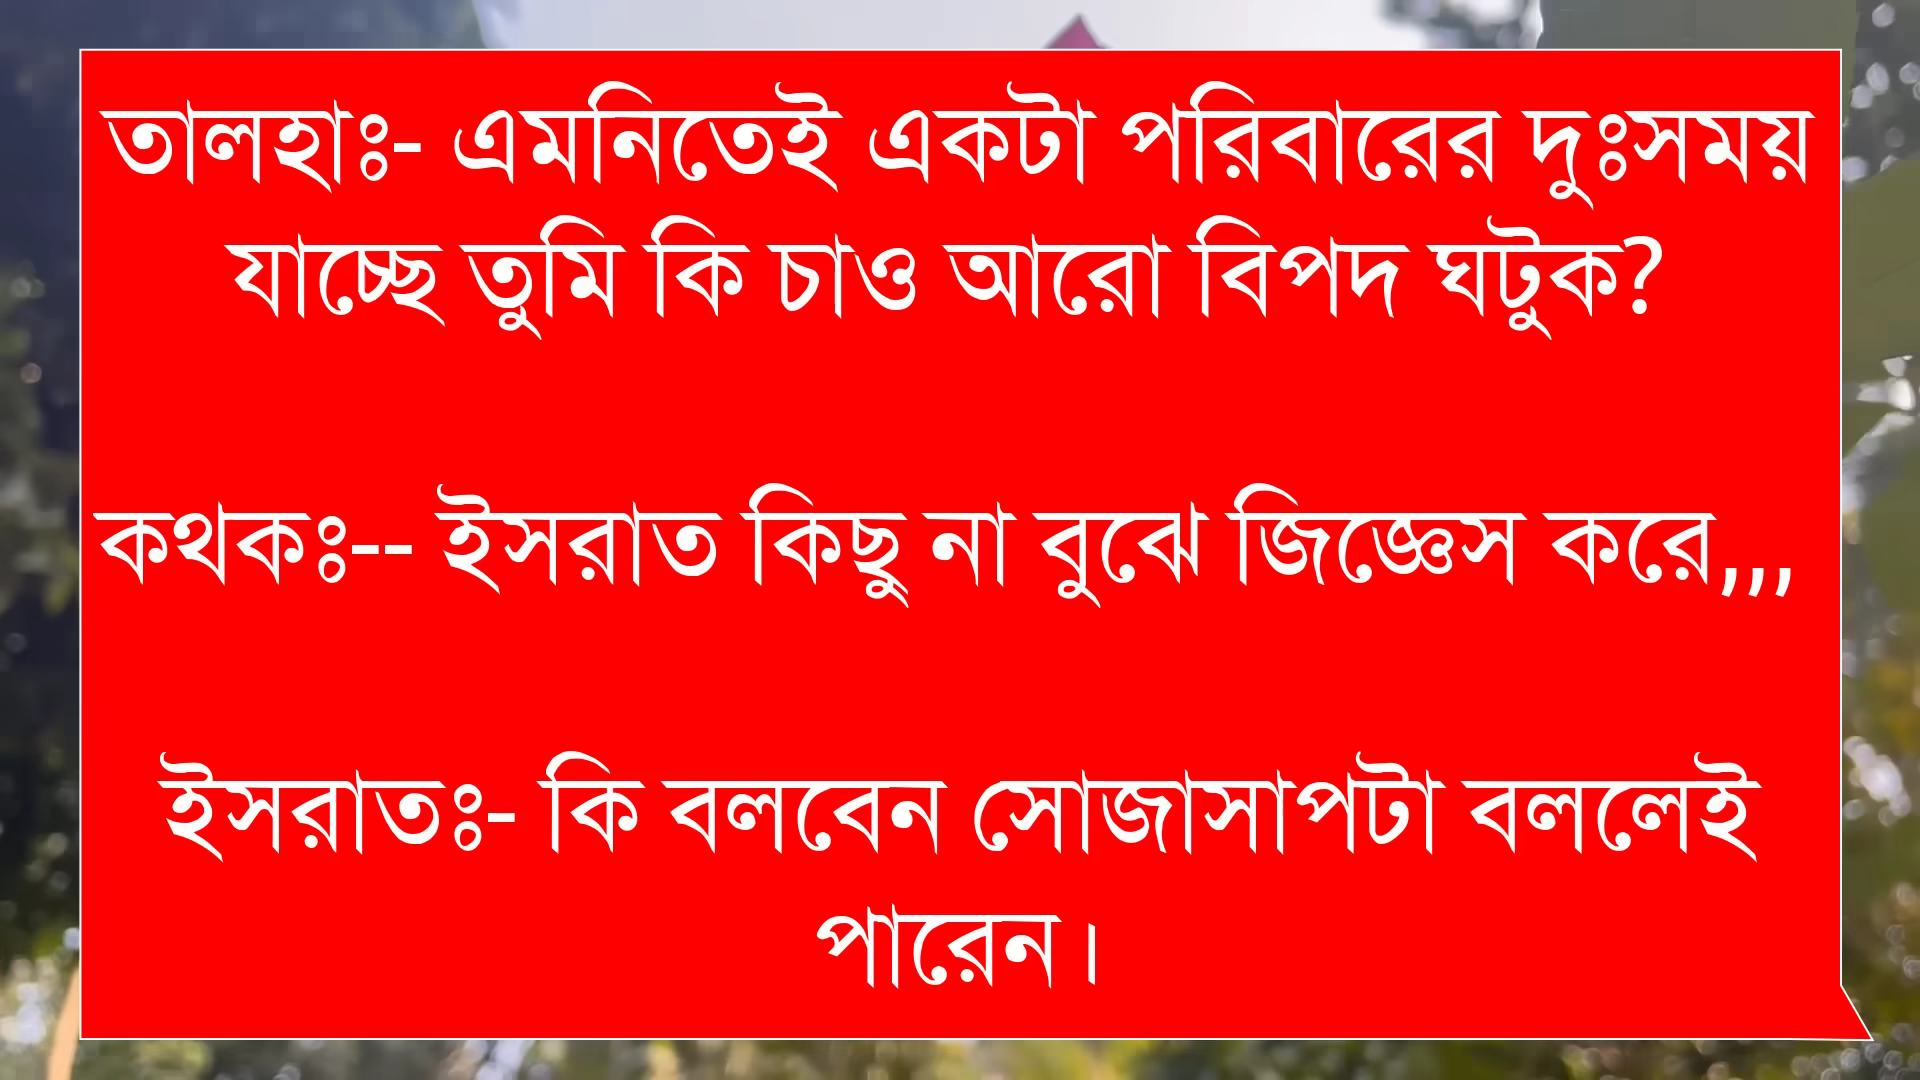 তালহাঃ- এমনিতেই একটা পরিবারের দুঃসময়
যাচ্ছে তুমি কি চাও আরো বিপদ ঘটুক?
কথকঃ-- ইসরাত কিছু না বুঝে জিজ্ঞেস করে,,,
ইসরাতঃ- কি বলবেন সোজাসাপটা বললেই
পারেন।